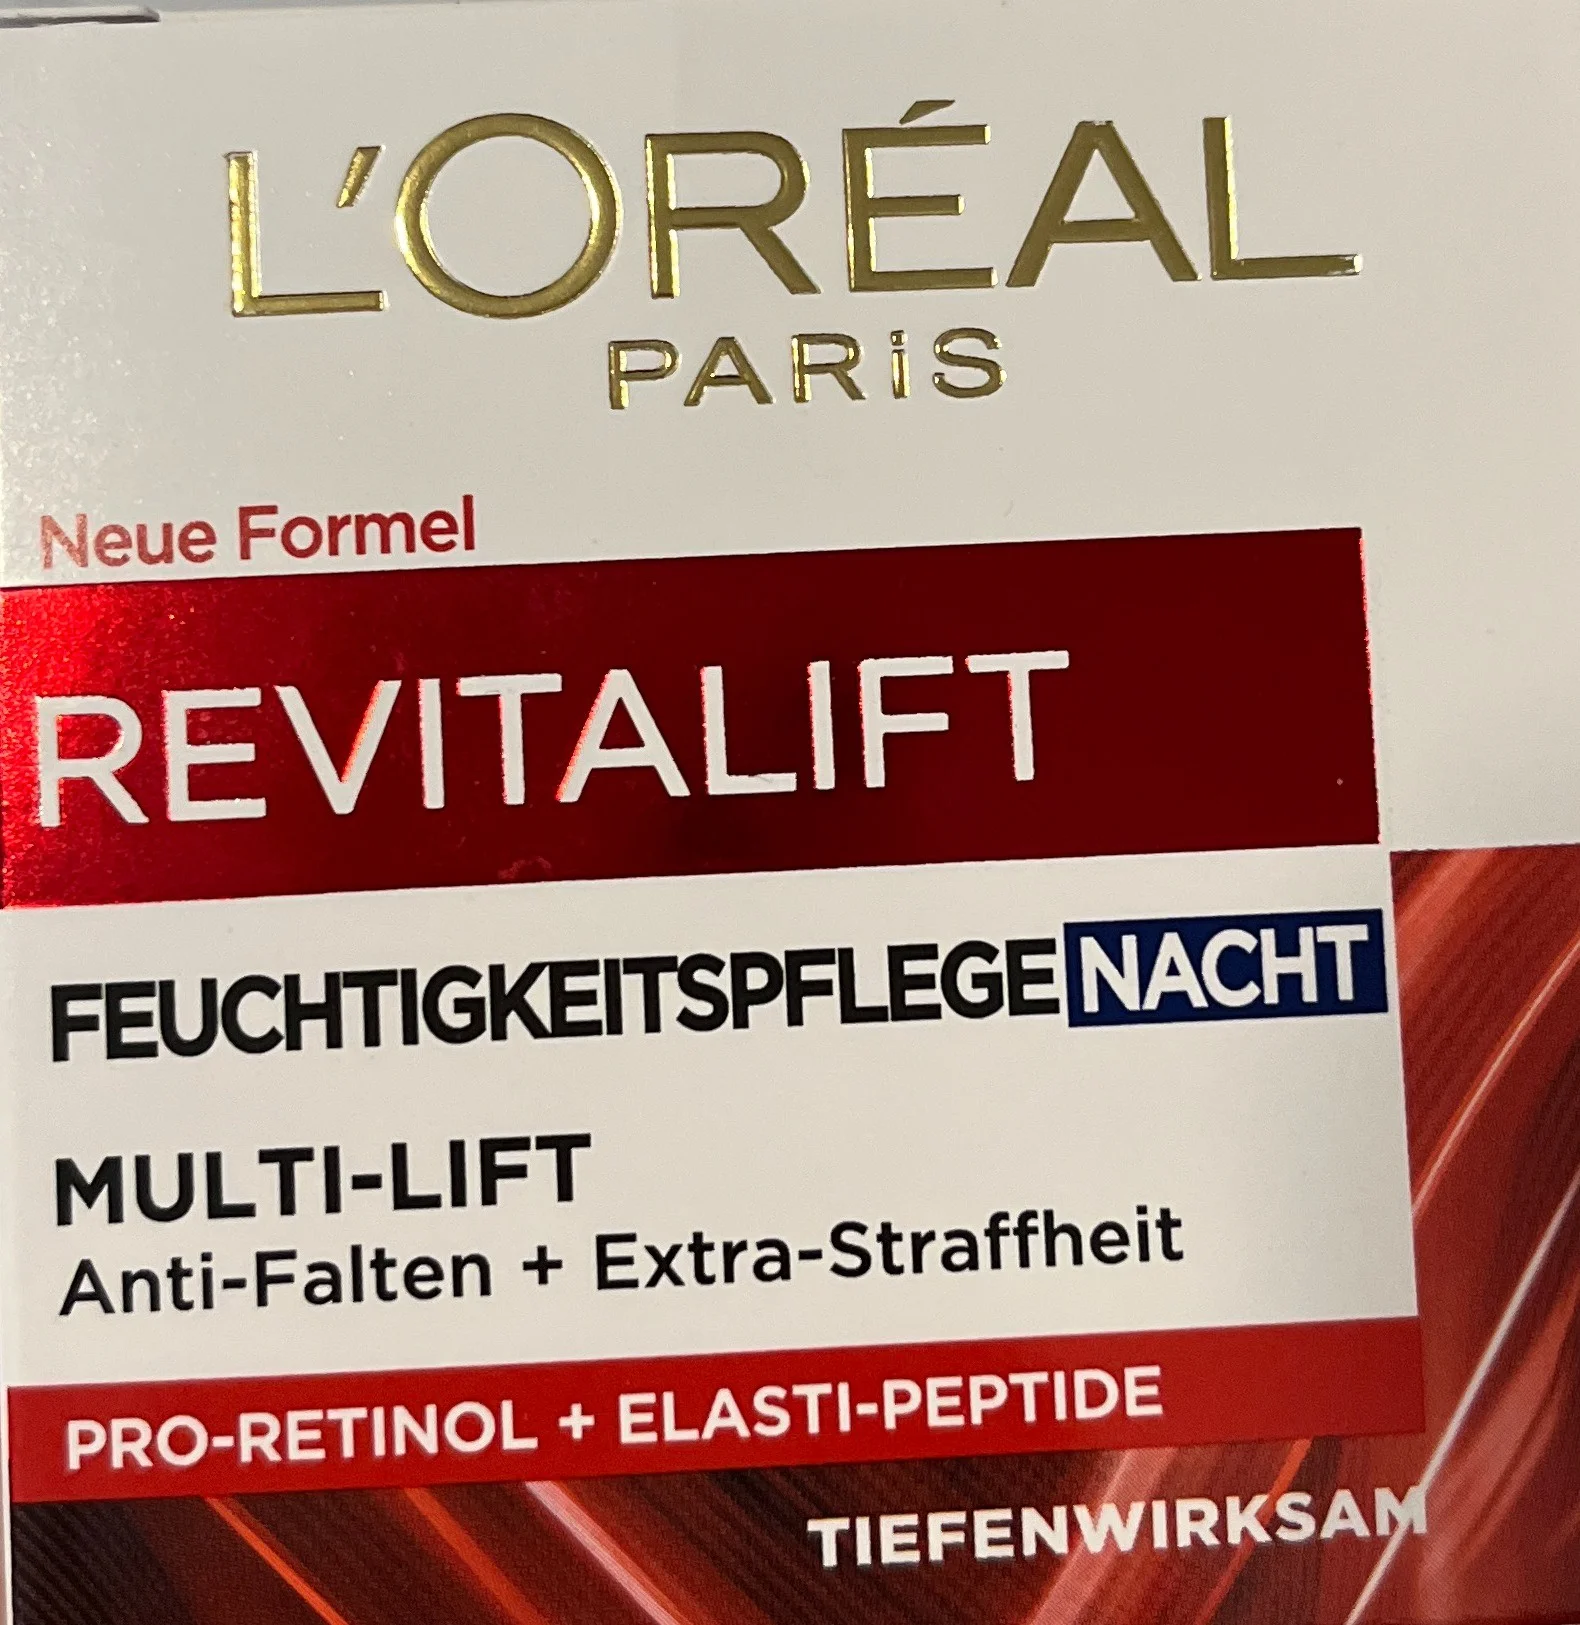 L'ORÉAL
PARiS
Neue Formel
REVITALIFT
FEUCHTIGKEITSPFLEGE NACHT
MULTI-LIFT
Anti-Falten + Extra-Straffheit
PRO-RETINOL + ELASTI-PEPTIDE
TIEFENWIRKSAM